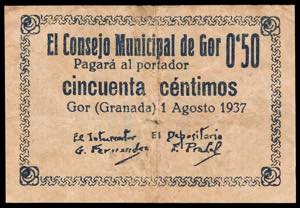 El Consejo Municipal de Gor 0'50
Pagará al portador
cincuenta céntimos
Gor (Granada) 1 Agosto 1937
El Interventor El Depositario
G. Fernandez